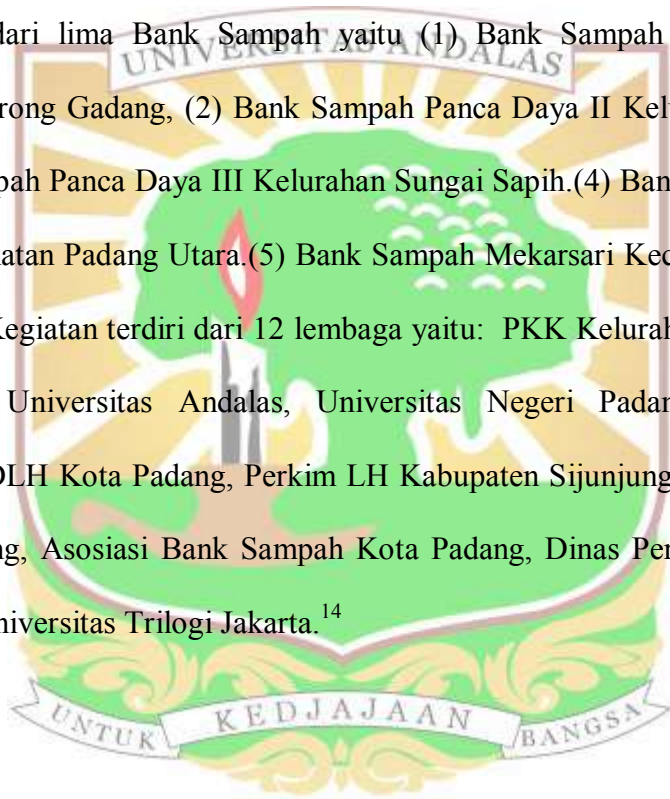 UNIVERSITAS ANDALAS
dari lima Bank Sampah yaitu (1) Bank Sampah
rong Gadang, (2) Bank Sampah Panca Daya II Kel
pah Panca Daya III Kelurahan Sungai Sapih.(4) Ban
atan Padang Utara.(5) Bank Sampah Mekarsari Kec
Kegiatan terdiri dari 12 lembaga yaitu: PKK Kelurah
Universitas Andalas, Universitas Negeri Padan
DLH Kota Padang, Perkim LH Kabupaten Sijunjung
ng, Asosiasi Bank Sampah Kota Padang, Dinas Per
niversitas Trilogi Jakarta.14
UNTUK KEDJAJAAN BANGSA